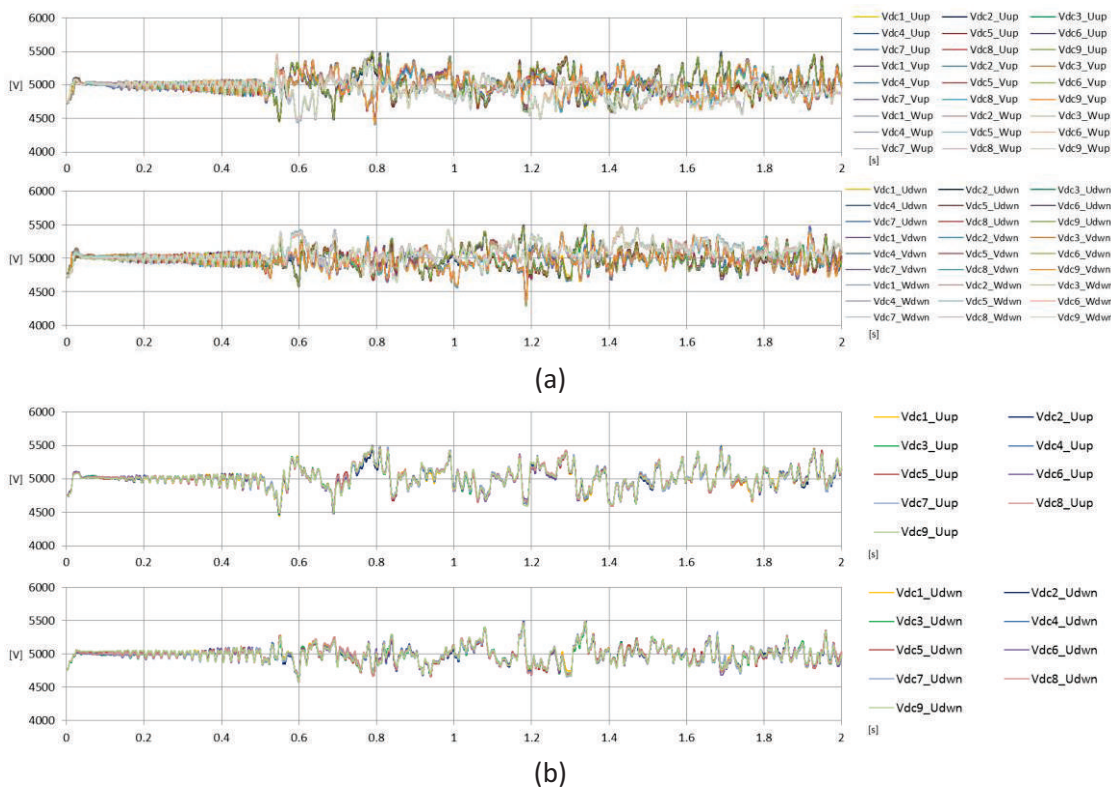 6000
5500
[V] 5000
4500
4000
0 0.2 0.4 0.6 0.8 1 1.2 1.4 1.6 1.8 2
[s]
Vdc1_Uup Vdc2_Uup Vdc3_Uup
Vdc4_Uup Vdc5_Uup Vdc6_Uup
Vdc7_Uup Vdc8_Uup Vdc9_Uup
Vdc1_Vup Vdc2_Vup Vdc3_Vup
Vdc4_Vup Vdc5_Vup Vdc6_Vup
Vdc7_Vup Vdc8_Vup Vdc9_Vup
Vdc1_Wup Vdc2_Wup Vdc3_Wup
Vdc4_Wup Vdc5_Wup Vdc6_Wup
Vdc7_Wup Vdc8_Wup Vdc9_Wup
6000
5500
[V] 5000
4500
4000
0 0.2 0.4 0.6 0.8 1 1.2 1.4 1.6 1.8 2
[s]
Vdc1_Udwn Vdc2_Udwn Vdc3_Udwn
Vdc4_Udwn Vdc5_Udwn Vdc6_Udwn
Vdc7_Udwn Vdc8_Udwn Vdc9_Udwn
Vdc1_Vdwn Vdc2_Vdwn Vdc3_Vdwn
Vdc4_Vdwn Vdc5_Vdwn Vdc6_Vdwn
Vdc7_Vdwn Vdc8_Vdwn Vdc9_Vdwn
Vdc1_Wdwn Vdc2_Wdwn Vdc3_Wdwn
Vdc4_Wdwn Vdc5_Wdwn Vdc6_Wdwn
Vdc7_Wdwn Vdc8_Wdwn Vdc9_Wdwn
(a)
6000
5500
[V] 5000
4500
4000
0 0.2 0.4 0.6 0.8 1 1.2 1.4 1.6 1.8 2
[s]
Vdc1_Uup Vdc2_Uup
Vdc3_Uup Vdc4_Uup
Vdc5_Uup Vdc6_Uup
Vdc7_Uup Vdc8_Uup
Vdc9_Uup
6000
5500
[V] 5000
4500
4000
0 0.2 0.4 0.6 0.8 1 1.2 1.4 1.6 1.8 2
[s]
Vdc1_Udwn Vdc2_Udwn
Vdc3_Udwn Vdc4_Udwn
Vdc5_Udwn Vdc6_Udwn
Vdc7_Udwn Vdc8_Udwn
Vdc9_Udwn
(b)